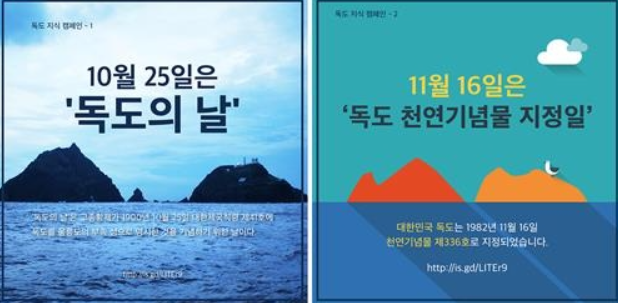 독도 지식 캠페인 - 1
10월 25일은
'독도의 날'
'독도의 날'은 고종황제가 1900년 10월 25일 대한제국칙령 제41호에
독도를 울릉도의 부속 섬으로 명시한 것을 기념하기 위한 날이다.
http://is.gd/LITEr9
독도 지식 캠페인 - 2
11월 16일은
‘독도 천연기념물 지정일’
대한민국 독도는 1982년 11월 16일
천연기념물 제336호로 지정되었습니다.
http://is.gd/LITEr9